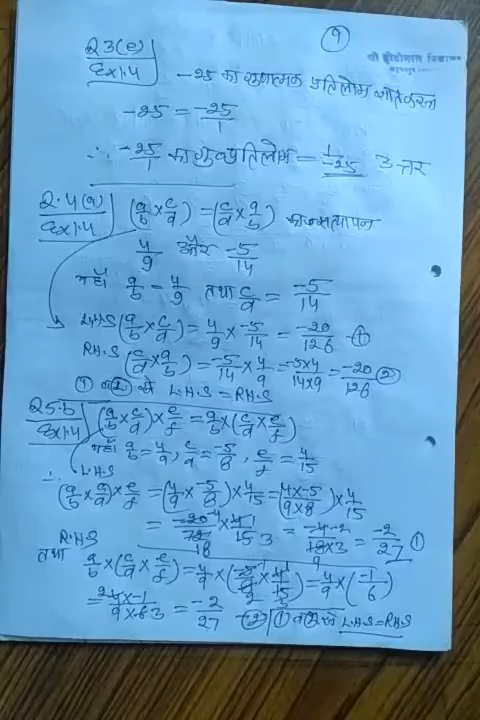 9
Q 3(e)
Ex 1.4
-25 का गुणात्मक प्रतिलोम ज्ञात करना
-25 = -25/1
∴ -25/1 का गुणप्रतिलोम = 1/-25 उत्तर
Q.4(a)
Ex 1.4
(a/b × c/d) = (c/d × a/b) का सत्यापन
4/9 और -5/14
यहाँ a/b = 4/9 तथा c/d = -5/14
L.H.S (a/b × c/d) = 4/9 × -5/14 = -20/126 ①
R.H.S (c/d × a/b) = -5/14 × 4/9 = -5×4/14×9 = -20/126 ②
① व ② से L.H.S = R.H.S
Q5-b
Ex 1.4
(a/b × c/d) × e/f = a/b × (c/d × e/f)
यहाँ a/b = 4/9, c/d = -5/8, e/f = 4/15
∴ L.H.S
(a/b × c/d) × e/f = (4/9 × -5/8) × 4/15 = (4×-5/9×8) × 4/15
= -20/72 × 4/15 = -4/18×3 = -2/27 ①
R.H.S
तथा a/b × (c/d × e/f) = 4/9 × (-5/8 × 4/15) = 4/9 × (-1/6)
= 4×-1/9×6 = -2/27 ② ① व ② से L.H.S = R.H.S